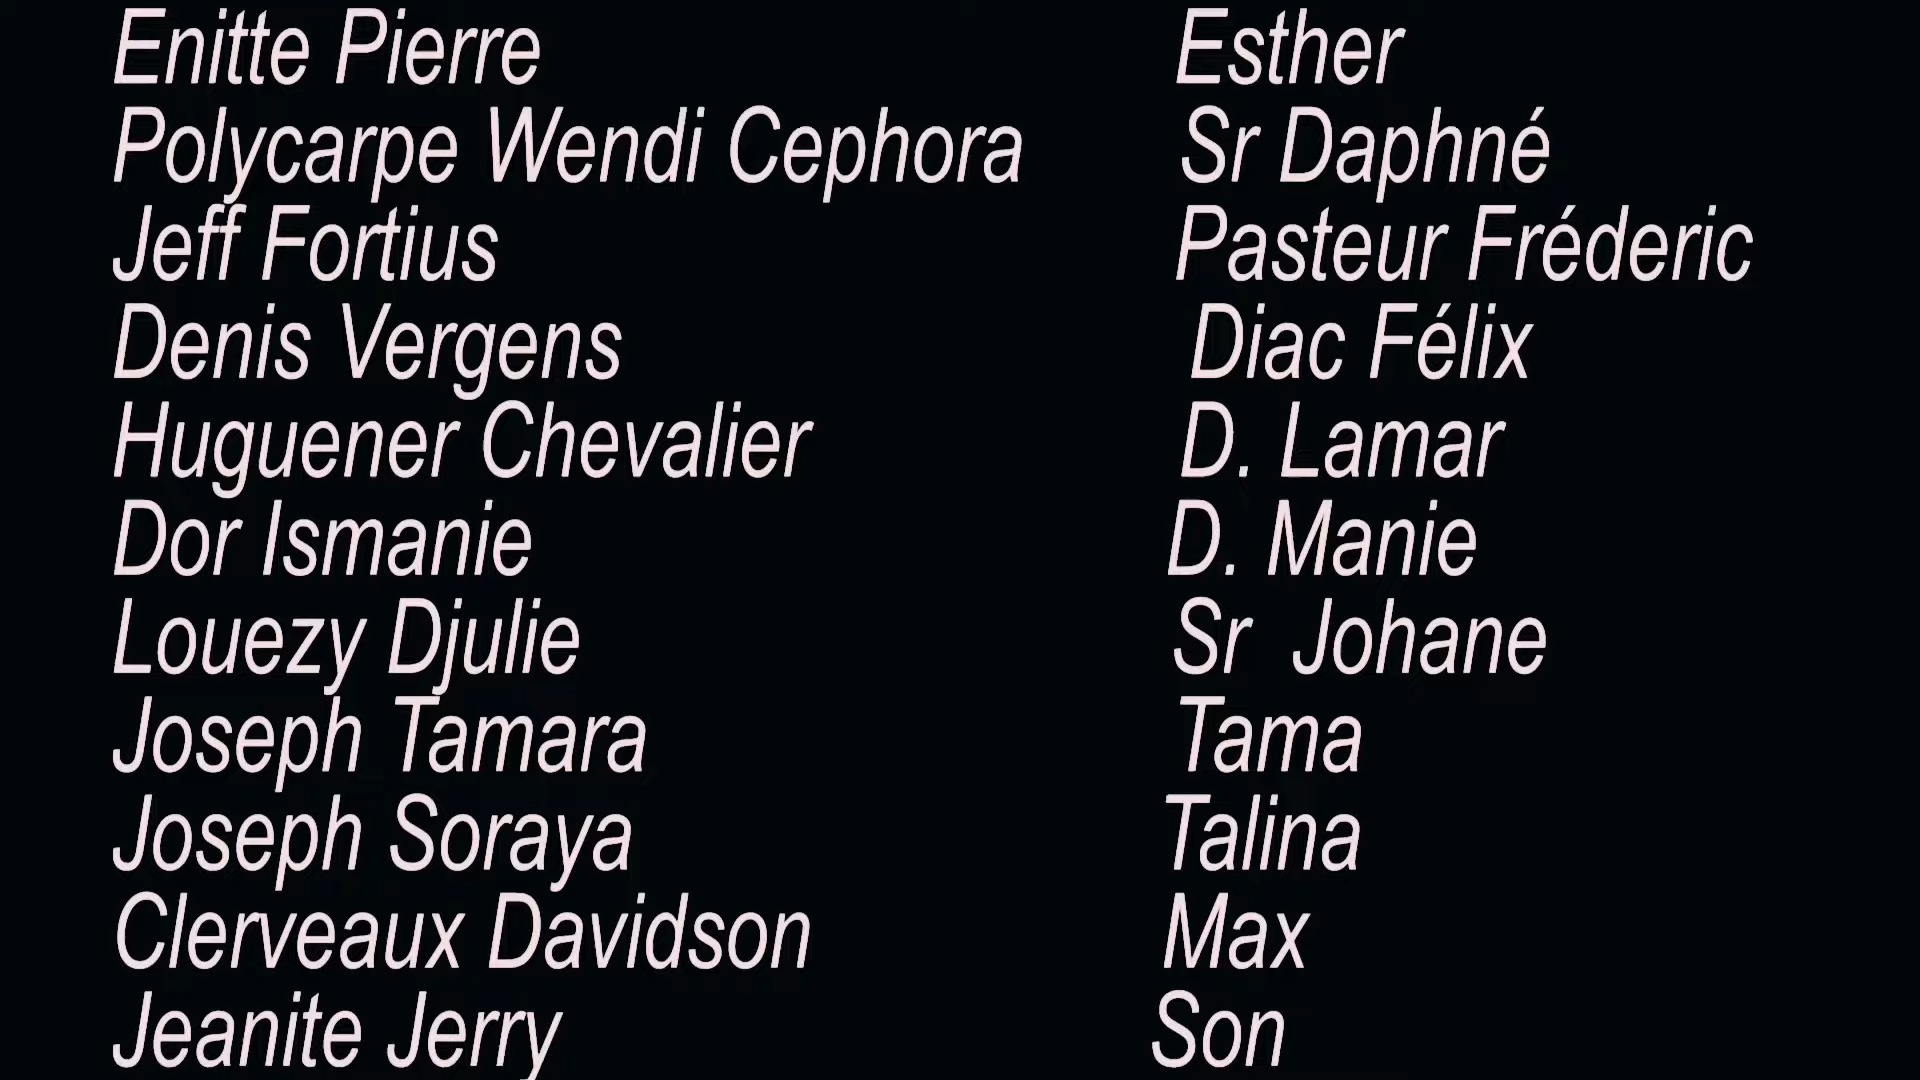 Enitte Pierre Esther
Polycarpe Wendi Cephora Sr Daphné
Jeff Fortius Pasteur Fréderic
Denis Vergens Diac Félix
Huguener Chevalier D. Lamar
Dor Ismanie D. Manie
Louezy Djulie Sr Johane
Joseph Tamara Tama
Joseph Soraya Talina
Clerveaux Davidson Max
Jeanite Jerry Son